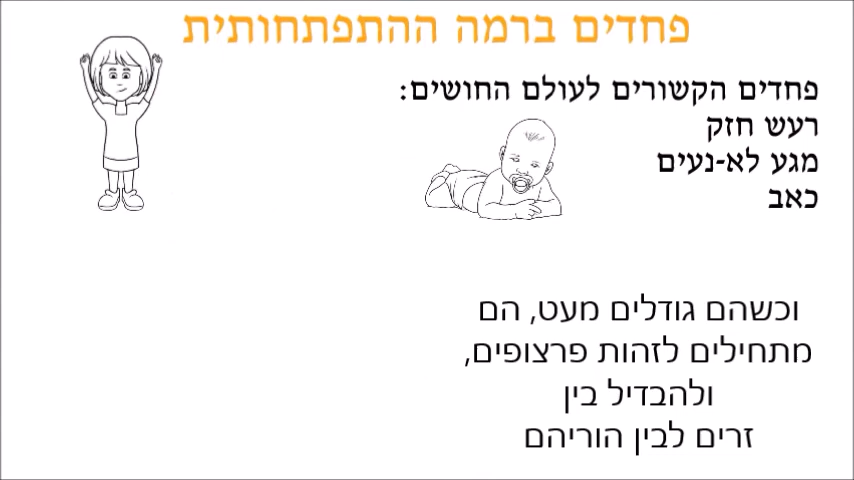 פחדים ברמה ההתפתחותית
פחדים הקשורים לעולם החושים:
רעש חזק
מגע לא-נעים
כאב
וכשהם גודלים מעט, הם
מתחילים לזהות פרצופים,
ולהבדיל בין
זרים לבין הוריהם